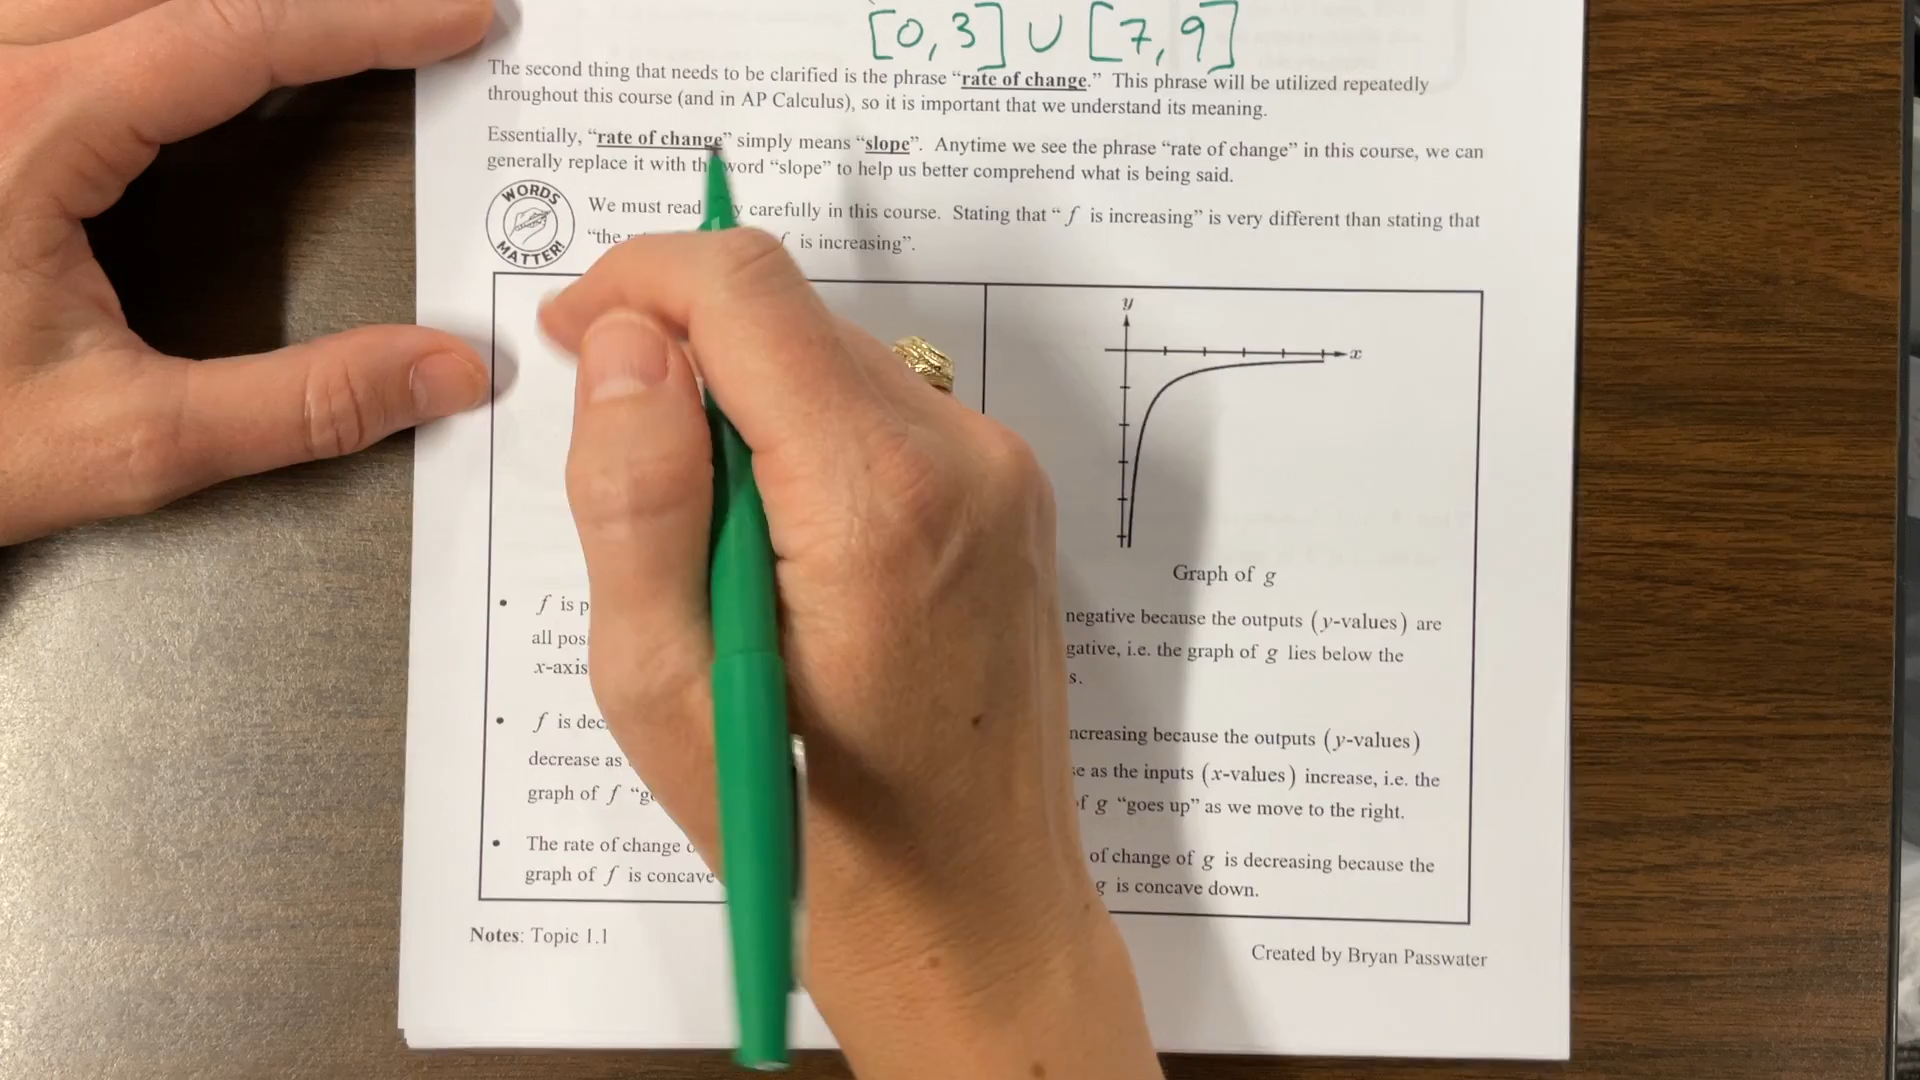 [0,3] ∪ [7,9]
The second thing that needs to be clarified is the phrase “rate of change.” This phrase will be utilized repeatedly
throughout this course (and in AP Calculus), so it is important that we understand its meaning.
Essentially, “rate of change” simply means “slope”. Anytime we see the phrase “rate of change” in this course, we can
generally replace it with the word “slope” to help us better comprehend what is being said.
WORDS
MATTER!
We must read carefully in this course. Stating that “ f is increasing” is very different than stating that
“the f is increasing”.
y
x
Graph of g
f is
all
x-axis
f is
decrease as
graph of f
The rate of change
graph of f is concave
negative because the outputs (y-values) are
i.e. the graph of g lies below the
because the outputs (y-values)
as the inputs (x-values) increase, i.e. the
g “goes up” as we move to the right.
of change of g is decreasing because the
g is concave down.
Notes: Topic 1.1
Created by Bryan Passwater